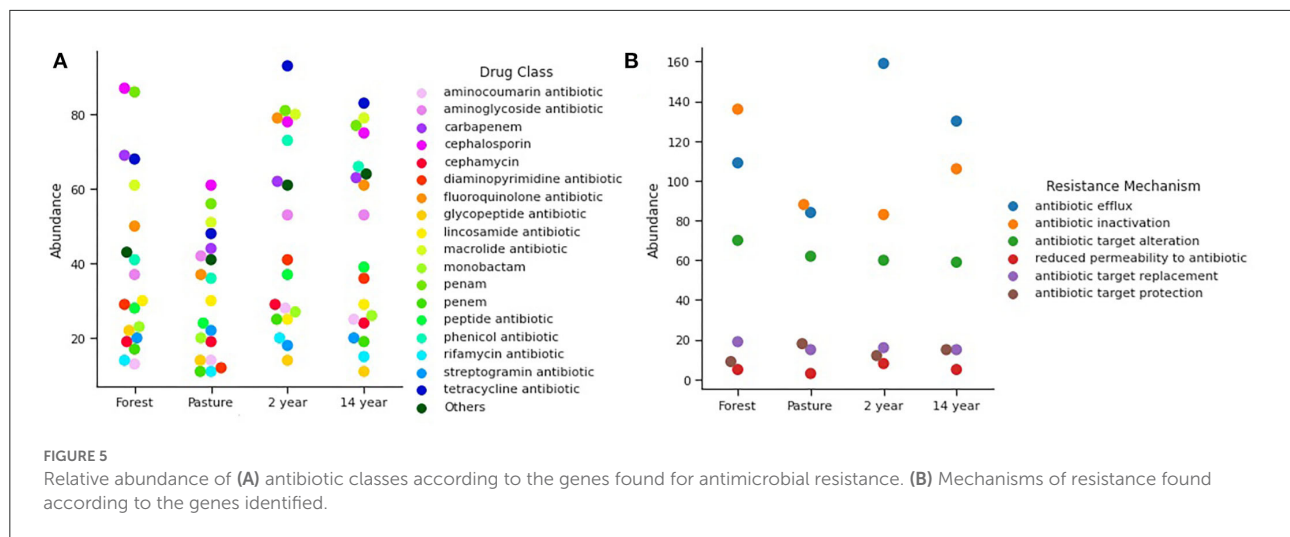 A
Abundance
80
60
40
20
Forest
Pasture
2 year
14 year
Drug Class
aminocoumarin antibiotic
aminoglycoside antibiotic
carbapenem
cephalosporin
cephamycin
diaminopyrimidine antibiotic
fluoroquinolone antibiotic
glycopeptide antibiotic
lincosamide antibiotic
macrolide antibiotic
monobactam
penam
penem
peptide antibiotic
phenicol antibiotic
rifamycin antibiotic
streptogramin antibiotic
tetracycline antibiotic
Others
B
Abundance
160
140
120
100
80
60
40
20
0
Forest
Pasture
2 year
14 year
Resistance Mechanism
antibiotic efflux
antibiotic inactivation
antibiotic target alteration
reduced permeability to antibiotic
antibiotic target replacement
antibiotic target protection
FIGURE 5
Relative abundance of (A) antibiotic classes according to the genes found for antimicrobial resistance. (B) Mechanisms of resistance found
according to the genes identified.